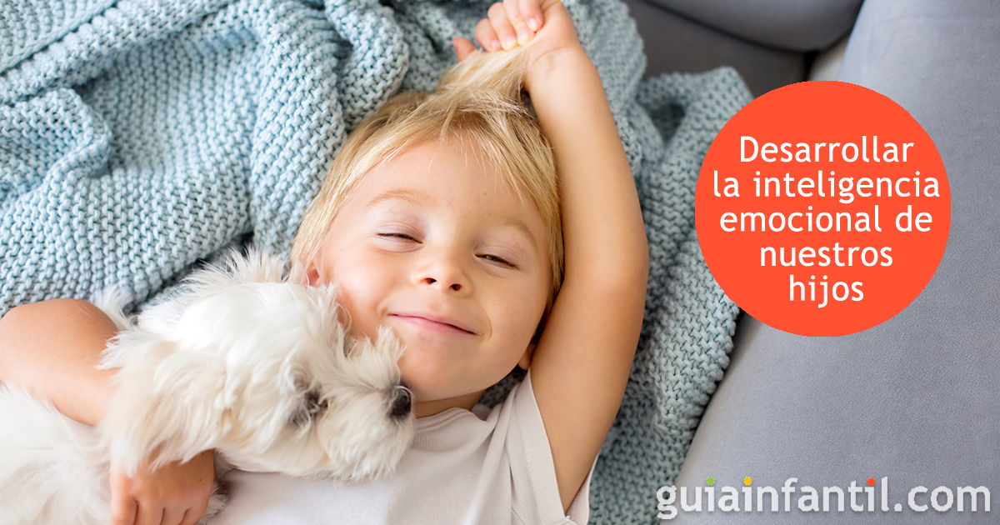 Desarrollar
la inteligencia
emocional de
nuestros
hijos
guiainfantil.com